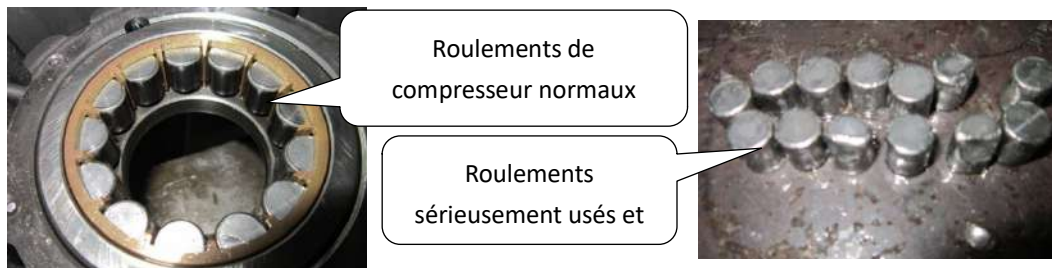 Roulements de
compresseur normaux
Roulements
sérieusement usés et